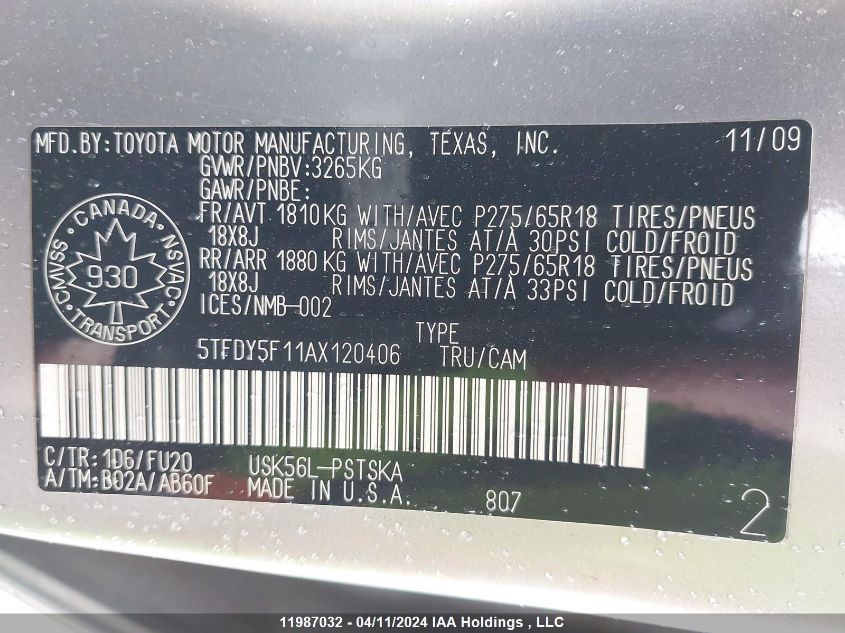 MFD.BY:TOYOTA MOTOR MANUFACTURING, TEXAS, INC. 11/09
GVWR/PNBV:3265KG
GAWR/PNBE:
FR/AVT 1810KG WITH/AVEC P275/65R18 TIRES/PNEUS
18X8J RIMS/JANTES AT/À 30PSI COLD/FROID
RR/ARR 1880KG WITH/AVEC P275/65R18 TIRES/PNEUS
18X8J RIMS/JANTES AT/À 33PSI COLD/FROID
ICES/NMB-002
CANADA
CMVSS
NSVAC
930
TRANSPORT
TYPE
5TFDY5F11AX120406 TRU/CAM
C/TR:1D6/FU20 USK56L-PSTSKA
A/TM:B02A/AB60F MADE IN U.S.A. 807 2
11987032 - 04/11/2024 IAA Holdings , LLC